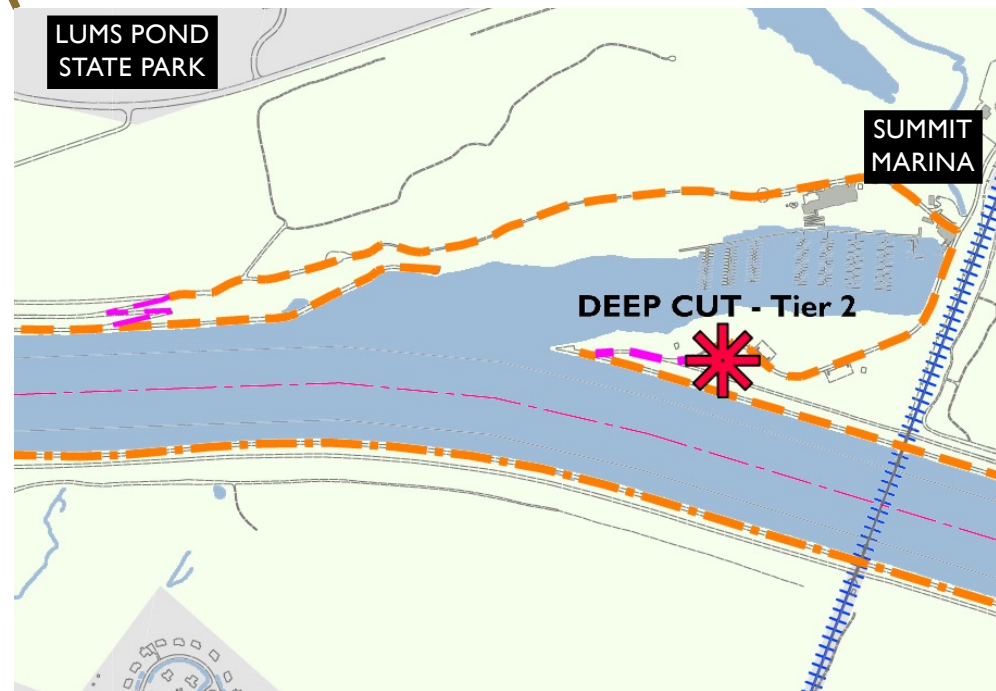 LUMS POND
STATE PARK
SUMMIT
MARINA
DEEP CUT - Tier 2